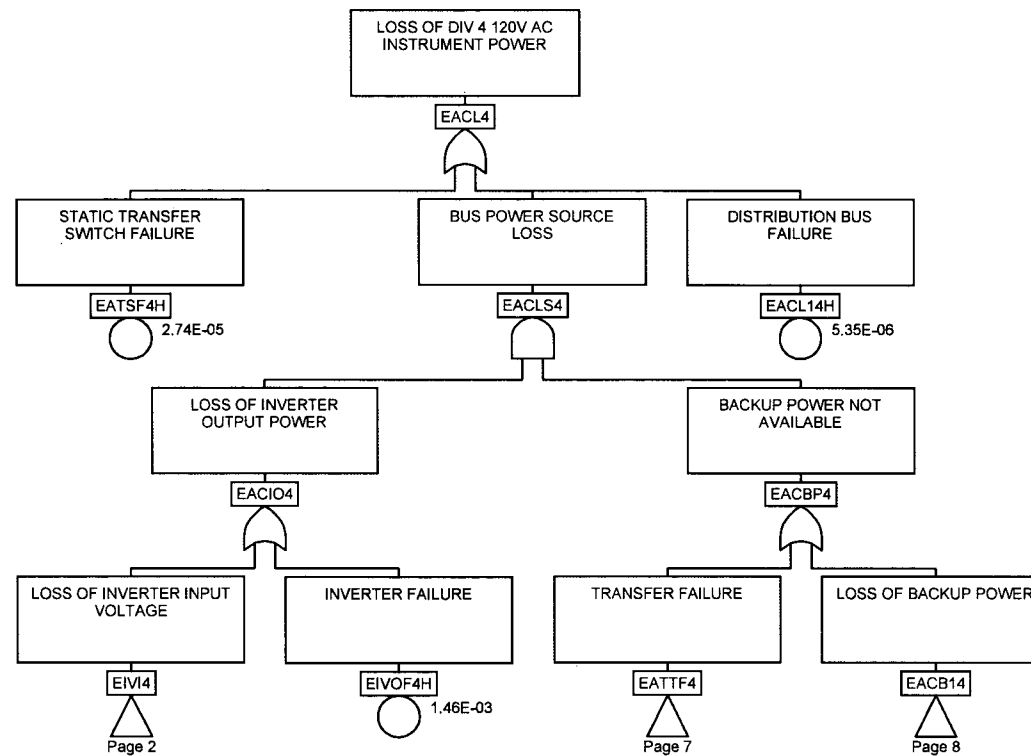 LOSS OF DIV 4 120V AC
INSTRUMENT POWER
EACL4
STATIC TRANSFER
SWITCH FAILURE
BUS POWER SOURCE
LOSS
DISTRIBUTION BUS
FAILURE
EATSF4H
EACLS4
EACL14H
2.74E-05
5.35E-06
LOSS OF INVERTER
OUTPUT POWER
BACKUP POWER NOT
AVAILABLE
EACIO4
EACBP4
LOSS OF INVERTER INPUT
VOLTAGE
INVERTER FAILURE
TRANSFER FAILURE
LOSS OF BACKUP POWER
EIVI4
EIVOF4H
EATTF4
EACB14
1.46E-03
Page 2
Page 7
Page 8